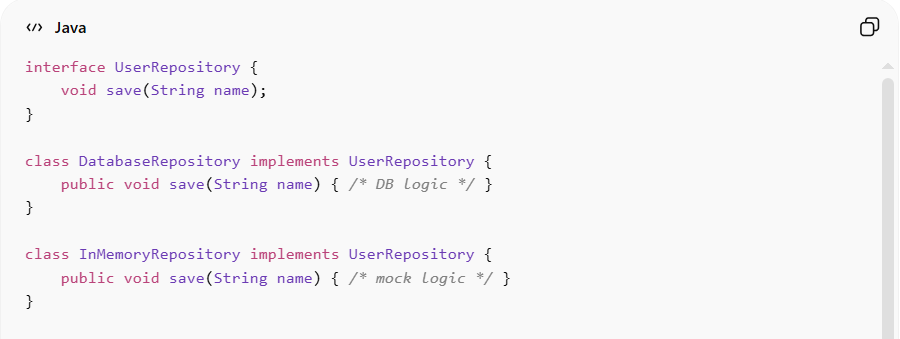 Java
interface UserRepository {
    void save(String name);
}

class DatabaseRepository implements UserRepository {
    public void save(String name) { /* DB logic */ }
}

class InMemoryRepository implements UserRepository {
    public void save(String name) { /* mock logic */ }
}